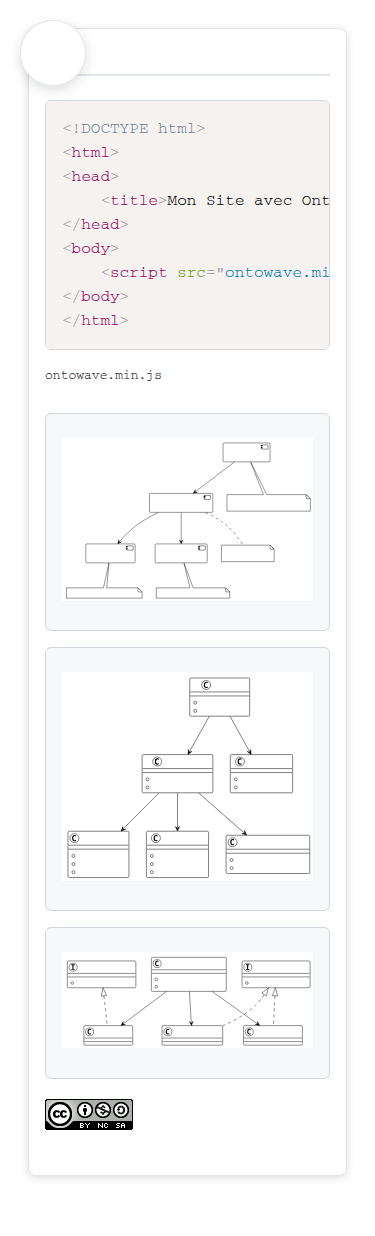 <!DOCTYPE html>
<html>
<head>
    <title>Mon Site avec Ont
</head>
<body>
    <script src="ontowave.mi
</body>
</html>
ontowave.min.js
C
C
C
C
C
C
I
C
I
C
C
C
cc
BY NC SA